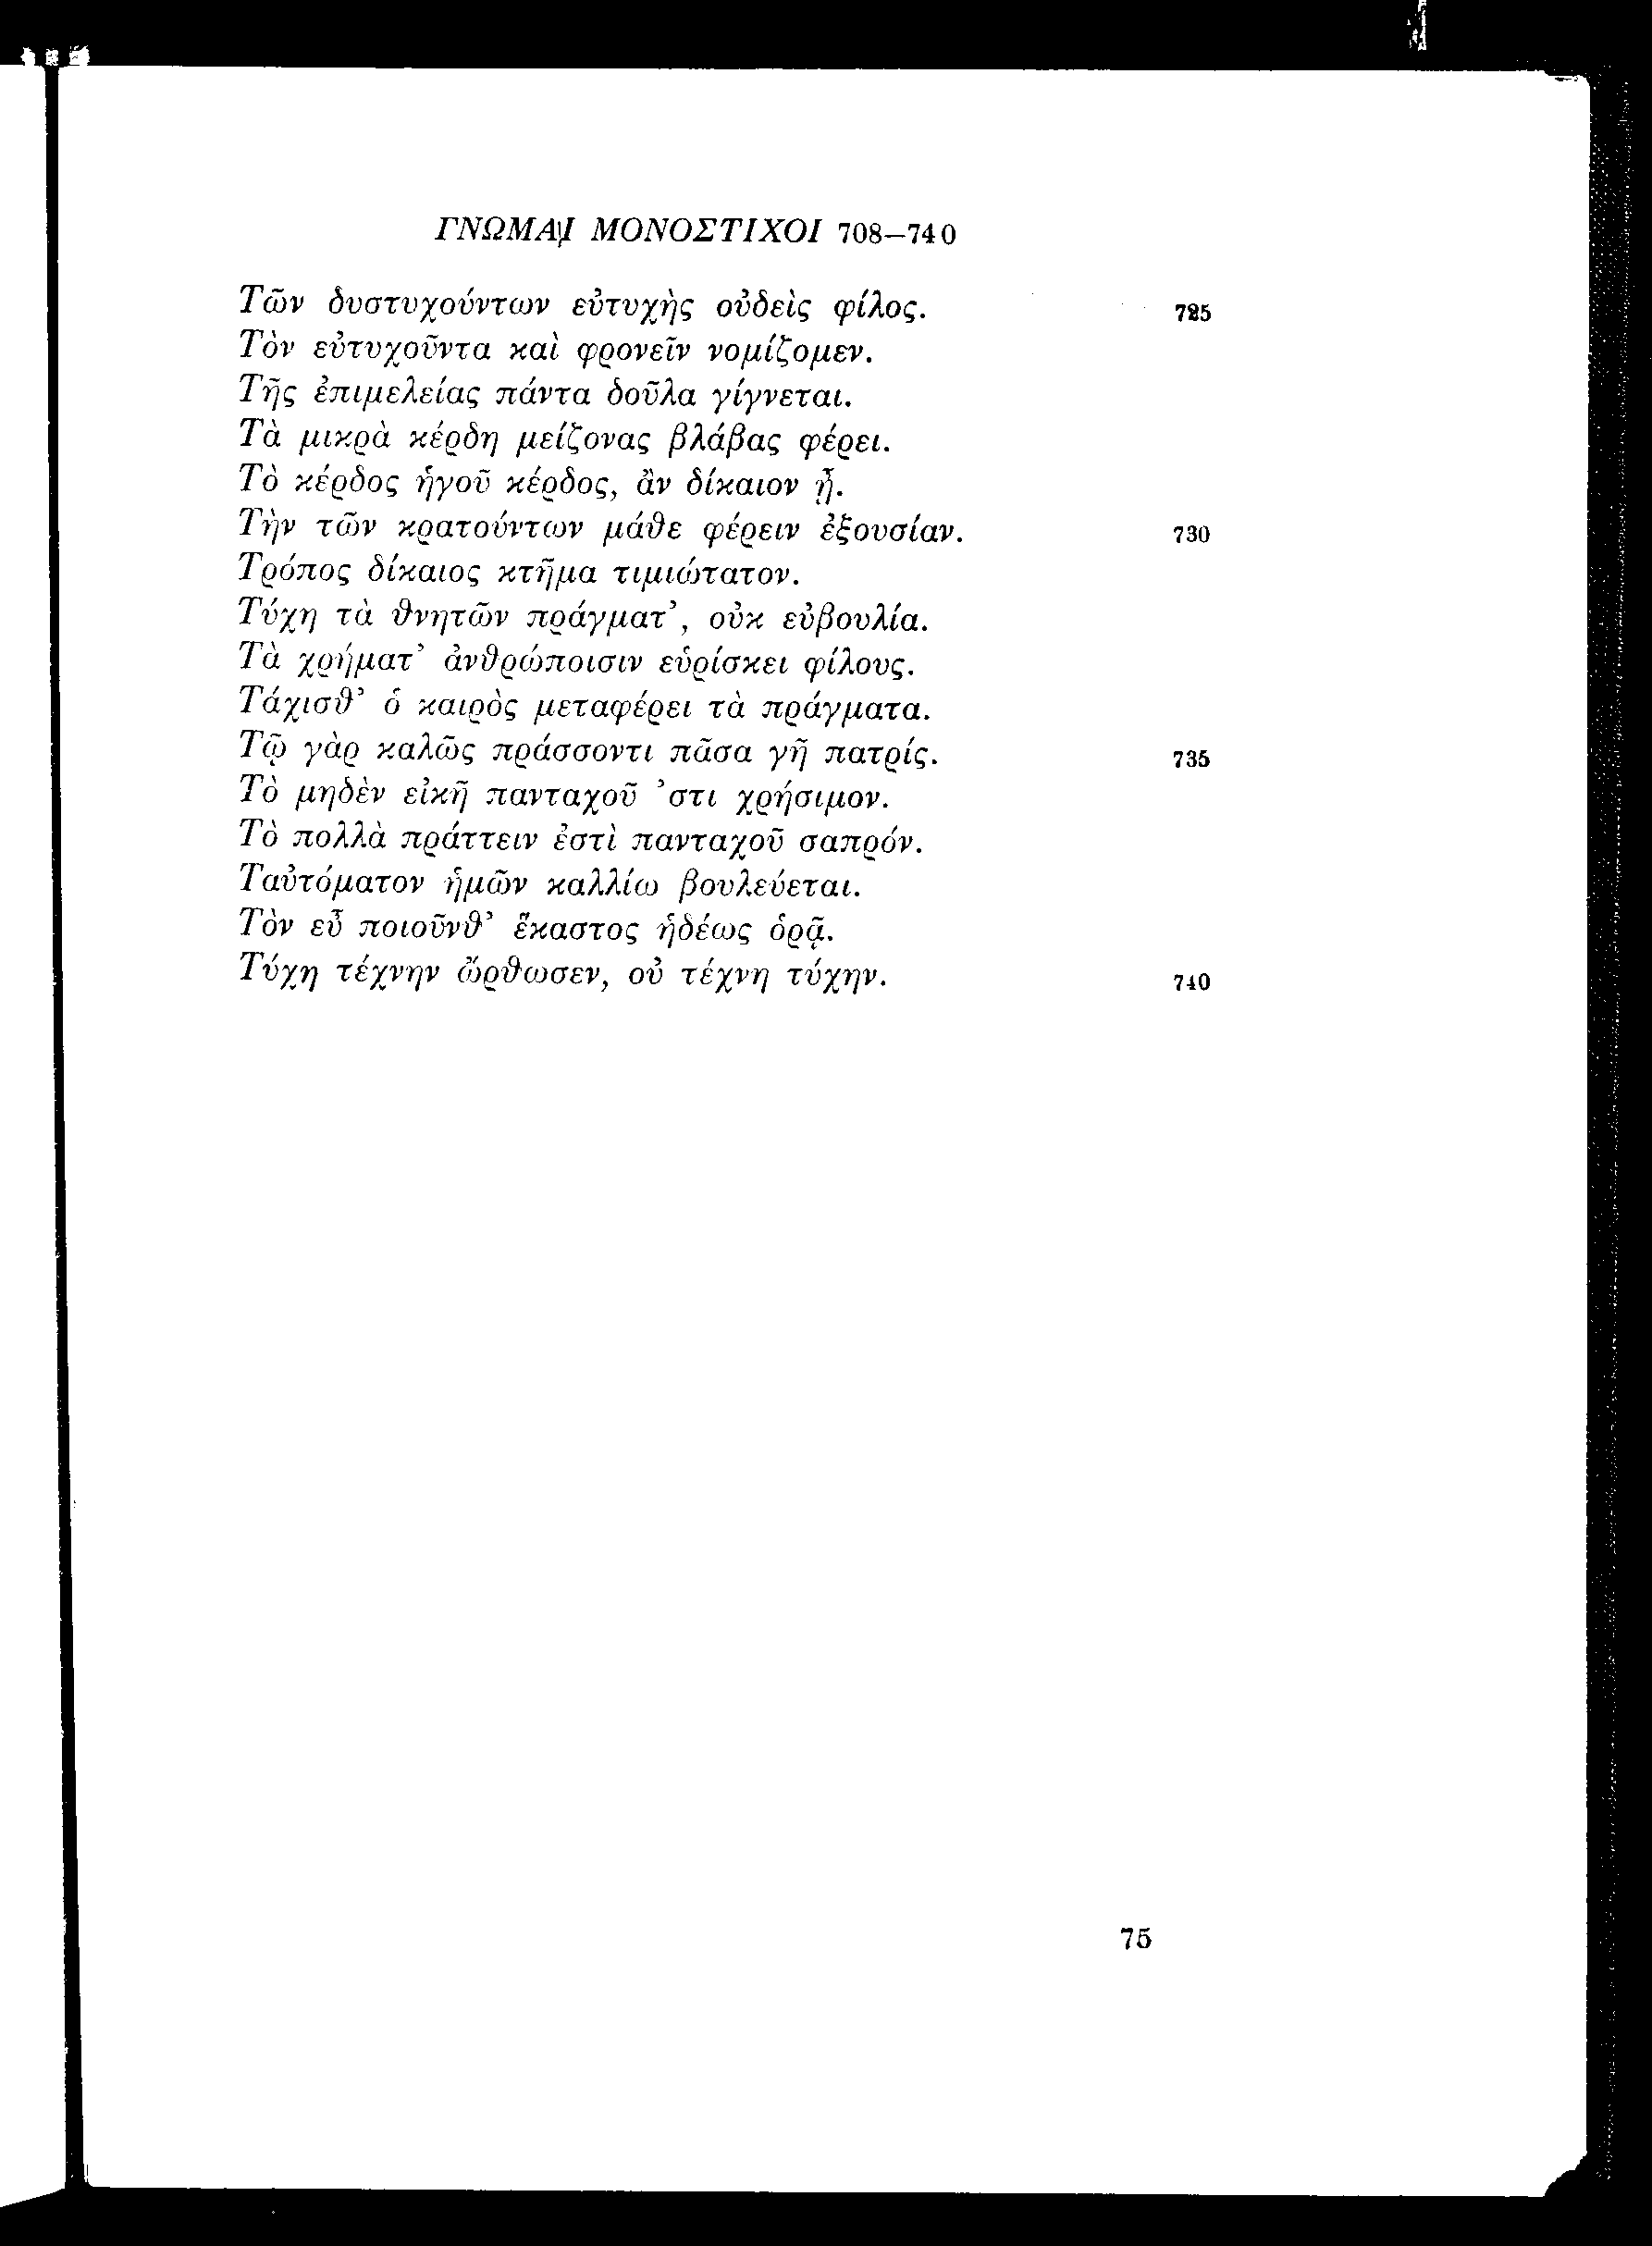 ΓΝΩΜΑΙ ΜΟΝΟΣΤΙΧΟΙ 708–740
Τῶν δυστυχούντων εὐτυχὴς οὐδεὶς φίλος. 725
Τὸν εὐτυχοῦντα καὶ φρονεῖν νομίζομεν.
Τῆς ἐπιμελείας πάντα δοῦλα γίγνεται.
Τὰ μικρὰ κέρδη μείζονας βλάβας φέρει.
Τὸ κέρδος ἡγοῦ κέρδος, ἂν δίκαιον ᾖ.
Τὴν τῶν κρατούντων μάθε φέρειν ἐξουσίαν. 730
Τρόπος δίκαιος κτῆμα τιμιώτατον.
Τύχη τὰ θνητῶν πράγματ’, οὐκ εὐβουλία.
Τὰ χρήματ’ ἀνθρώποισιν εὑρίσκει φίλους.
Τάχισθ’ ὁ καιρὸς μεταφέρει τὰ πράγματα.
Τῷ γὰρ καλῶς πράσσοντι πᾶσα γῆ πατρίς. 735
Τὸ μηδὲν εἰκῆ πανταχοῦ ’στι χρήσιμον.
Τὸ πολλὰ πράττειν ἐστὶ πανταχοῦ σαπρόν.
Ταὐτόματον ἡμῶν καλλίω βουλεύεται.
Τὸν εὖ ποιοῦνθ’ ἕκαστος ἡδέως ὁρᾷ.
Τύχη τέχνην ὤρθωσεν, οὐ τέχνη τύχην. 740
75